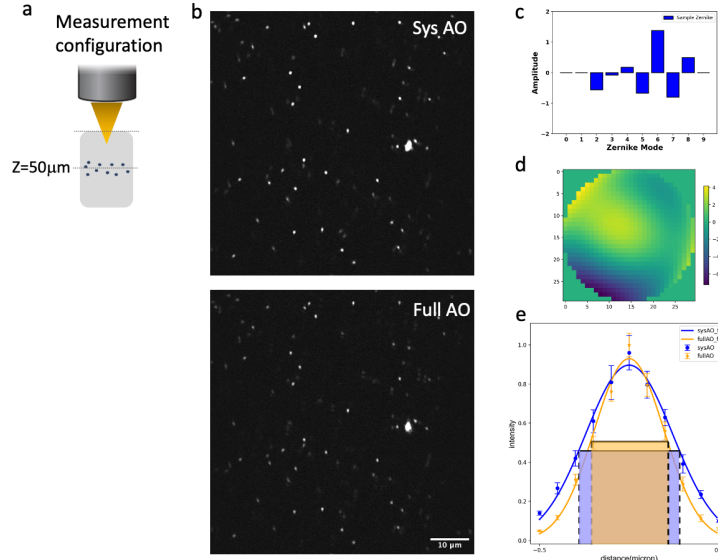 a
Measurement
configuration
Z=50μm
b
Sys AO
Full AO
10 μm
c
Sample Zernike
Amplitude
2
1
0
−1
−2
0 1 2 3 4 5 6 7 8 9
Zernike Mode
d
0
5
10
15
20
25
0 5 10 15 20 25
4
2
0
−2
−4
e
sysAO
fullAO
intensity
1.0
0.8
0.6
0.4
0.2
0.0
−0.5
distance(micron)